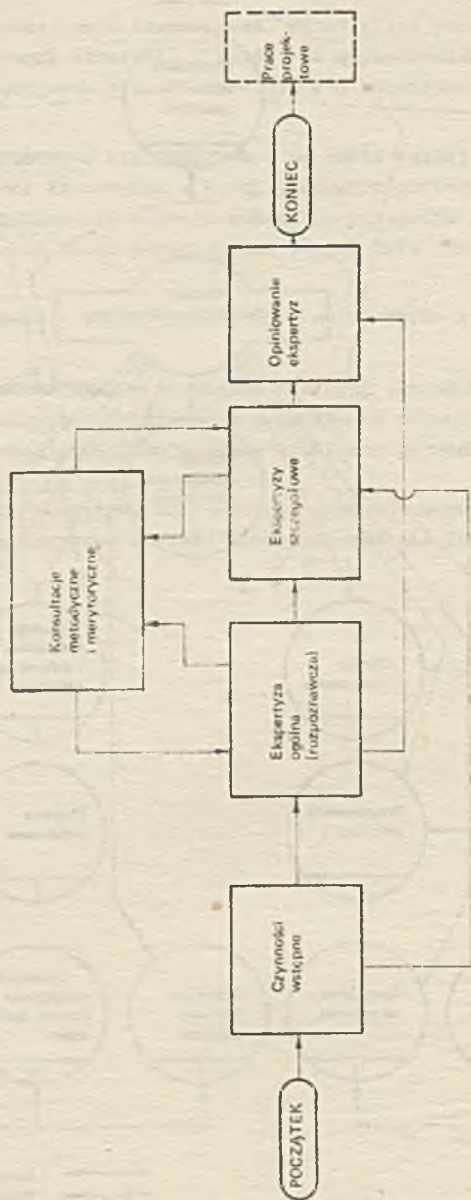 POCZĄTEK
Czynności
wstępne
Ekspertyza
ogólna
(rozpoznawcza)
Konsultacje
metodyczne
i merytoryczne
Ekspertyzy
szczegółowe
Opiniowanie
ekspertyz
KONIEC
Prace
projek-
towe